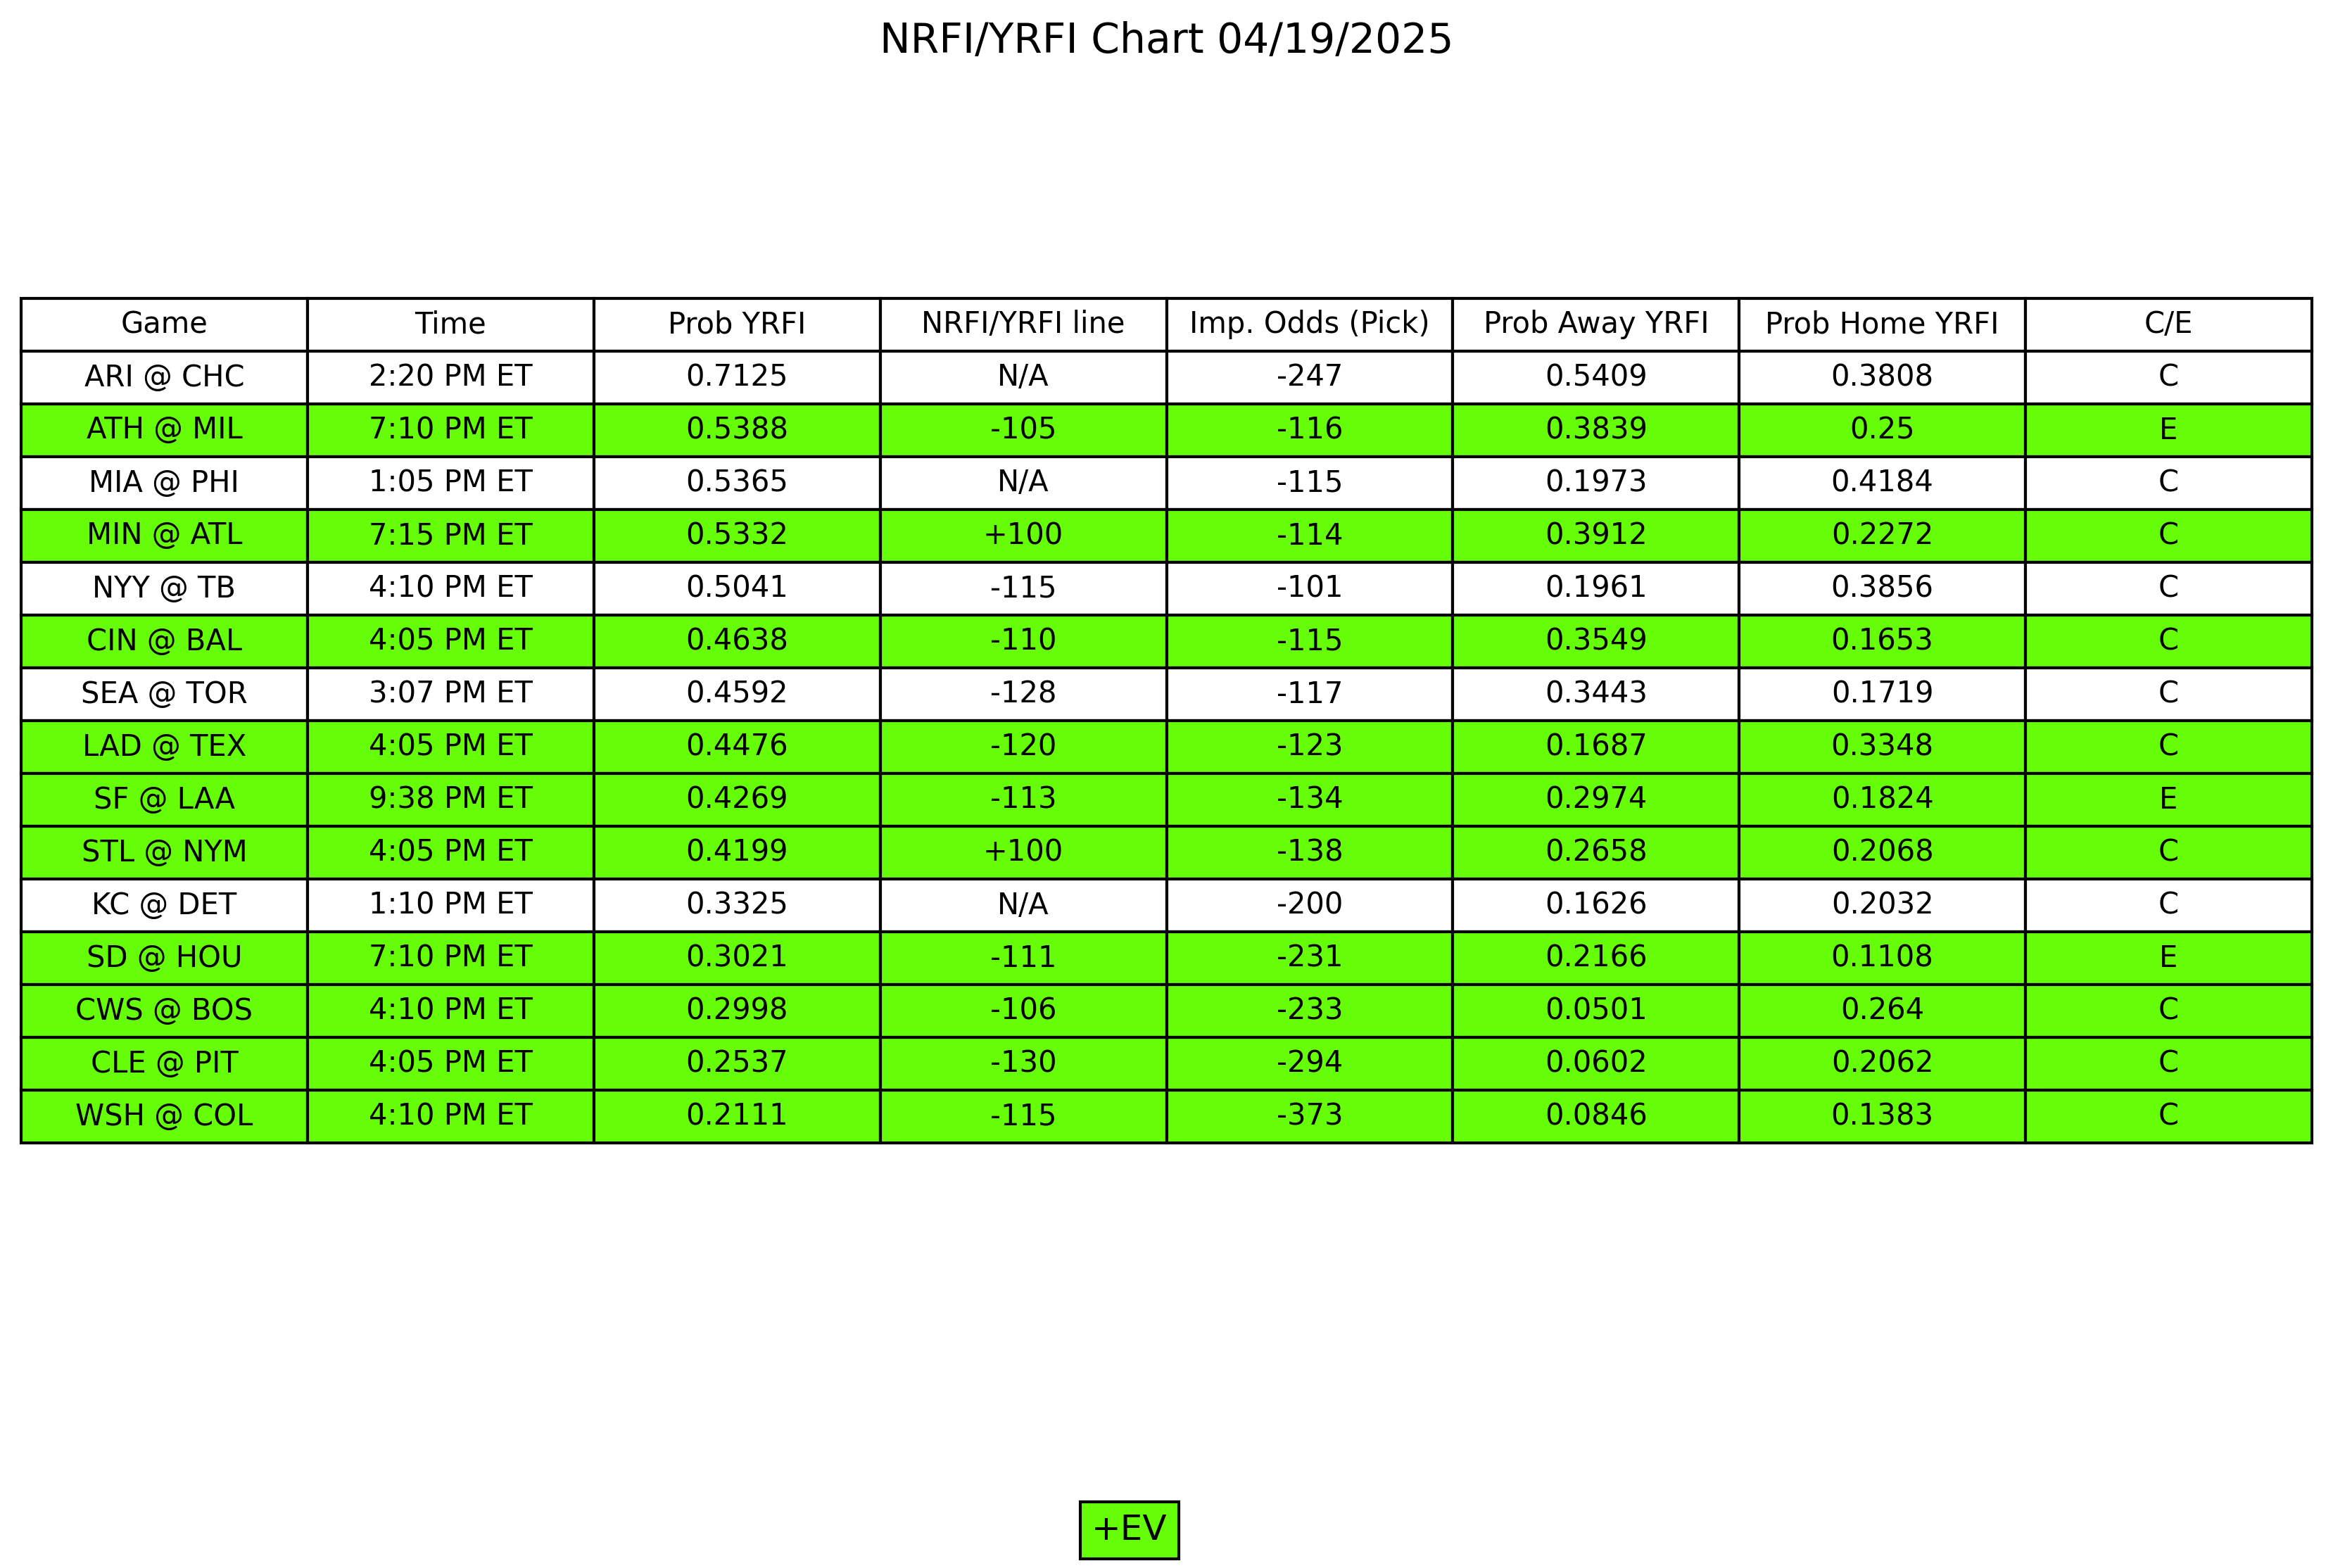 NRFI/YRFI Chart 04/19/2025
Game Time Prob YRFI NRFI/YRFI line Imp. Odds (Pick) Prob Away YRFI Prob Home YRFI C/E
ARI @ CHC 2:20 PM ET 0.7125 N/A -247 0.5409 0.3808 C
ATH @ MIL 7:10 PM ET 0.5388 -105 -116 0.3839 0.25 E
MIA @ PHI 1:05 PM ET 0.5365 N/A -115 0.1973 0.4184 C
MIN @ ATL 7:15 PM ET 0.5332 +100 -114 0.3912 0.2272 C
NYY @ TB 4:10 PM ET 0.5041 -115 -101 0.1961 0.3856 C
CIN @ BAL 4:05 PM ET 0.4638 -110 -115 0.3549 0.1653 C
SEA @ TOR 3:07 PM ET 0.4592 -128 -117 0.3443 0.1719 C
LAD @ TEX 4:05 PM ET 0.4476 -120 -123 0.1687 0.3348 C
SF @ LAA 9:38 PM ET 0.4269 -113 -134 0.2974 0.1824 E
STL @ NYM 4:05 PM ET 0.4199 +100 -138 0.2658 0.2068 C
KC @ DET 1:10 PM ET 0.3325 N/A -200 0.1626 0.2032 C
SD @ HOU 7:10 PM ET 0.3021 -111 -231 0.2166 0.1108 E
CWS @ BOS 4:10 PM ET 0.2998 -106 -233 0.0501 0.264 C
CLE @ PIT 4:05 PM ET 0.2537 -130 -294 0.0602 0.2062 C
WSH @ COL 4:10 PM ET 0.2111 -115 -373 0.0846 0.1383 C
+EV